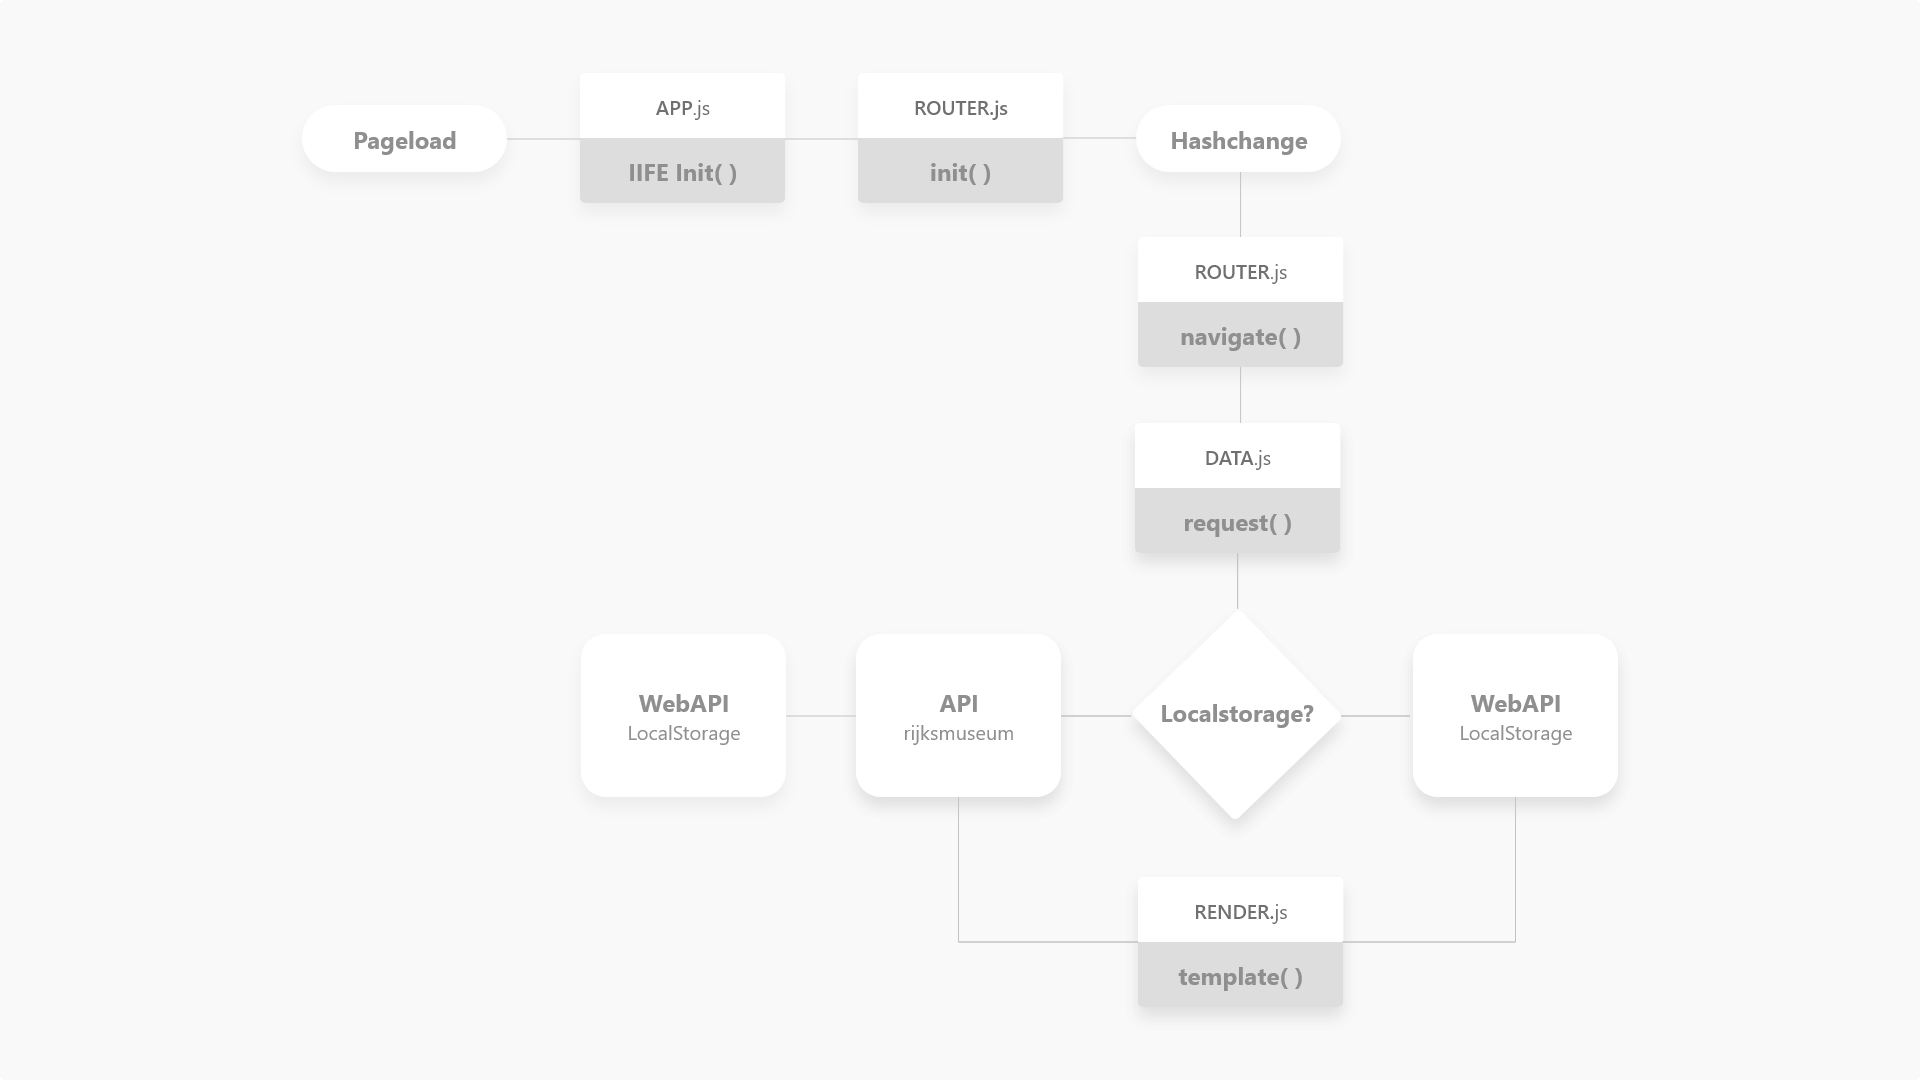 Pageload
APP.js
IIFE Init( )
ROUTER.js
init( )
Hashchange
ROUTER.js
navigate( )
DATA.js
request( )
WebAPI
LocalStorage
API
rijksmuseum
Localstorage?
WebAPI
LocalStorage
RENDER.js
template( )